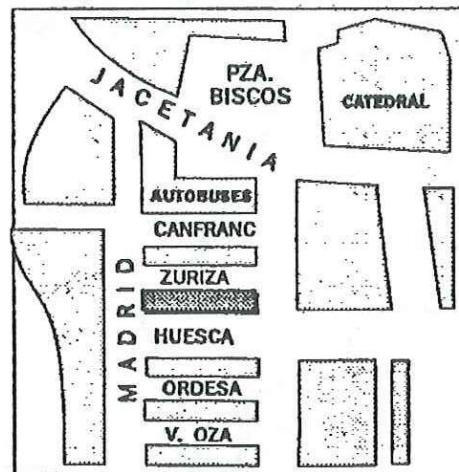 JACETANIA
PZA.
BISCOS
CATEDRAL
AUTOBUSES
CANFRANC
ZURIZA
MADRID
HUESCA
ORDESA
V. OZA